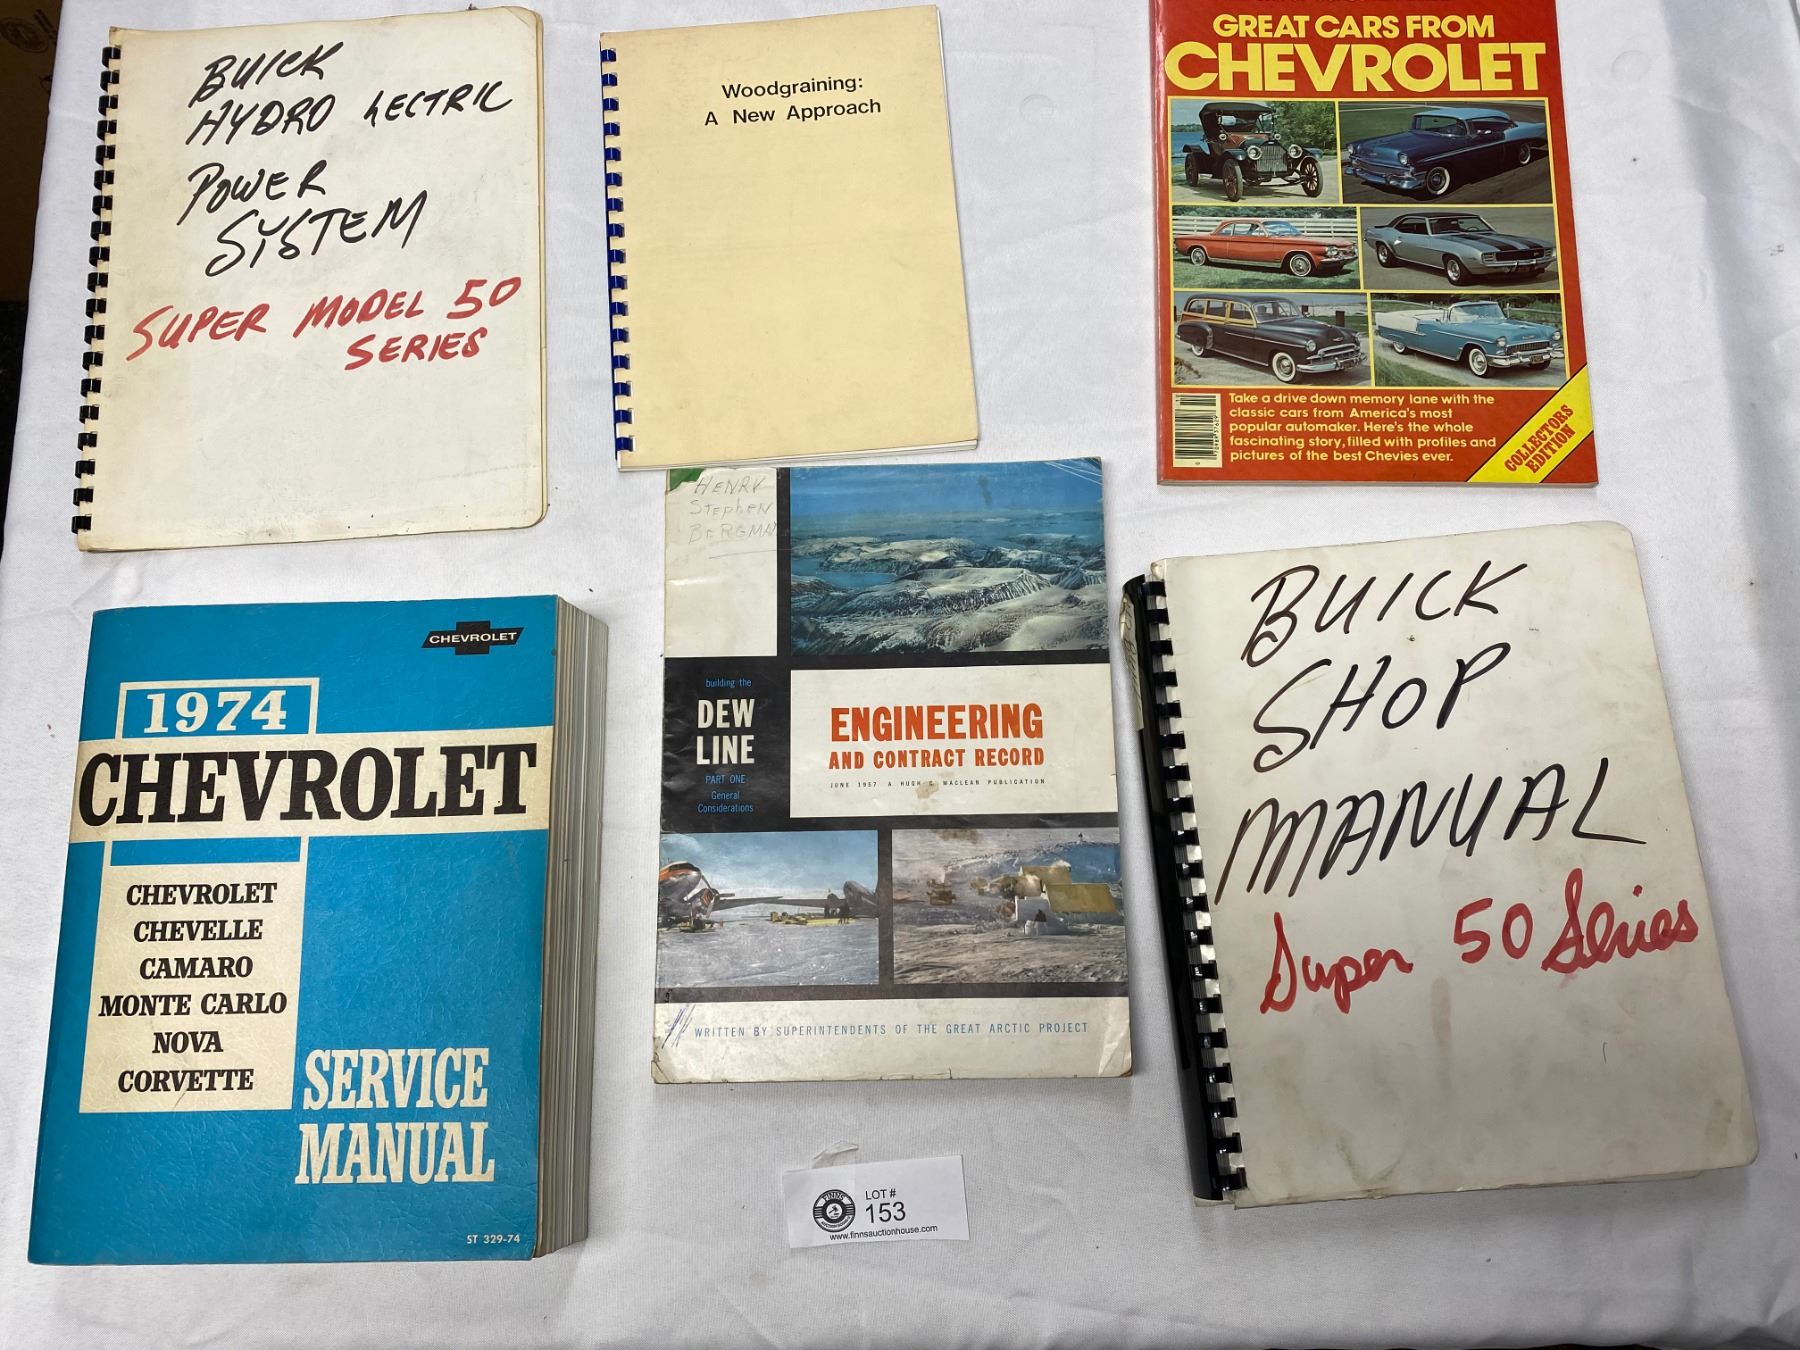 BUICK
HYDRO LECTRIC
POWER
SYSTEM
SUPER MODEL 50
SERIES
Woodgraining:
A New Approach
GREAT CARS FROM
CHEVROLET
Take a drive down memory lane with the
classic cars from America's most
popular automaker. Here's the whole
fascinating story, filled with profiles and
pictures of the best Chevies ever.
COLLECTORS
EDITION
1974
CHEVROLET
CHEVROLET
CHEVROLET
CHEVELLE
CAMARO
MONTE CARLO
NOVA
CORVETTE
SERVICE
MANUAL
ST 329-74
HENRY
Stephen
BERGMAN
building the
DEW
LINE
PART ONE
General
Considerations
ENGINEERING
AND CONTRACT RECORD
JUNE 1957 A HUGH C MACLEAN PUBLICATION
WRITTEN BY SUPERINTENDENTS OF THE GREAT ARCTIC PROJECT
BUICK
SHOP
MANUAL
Super 50 Series
FINNS
LOT #
153
www.finnsauctionhouse.com